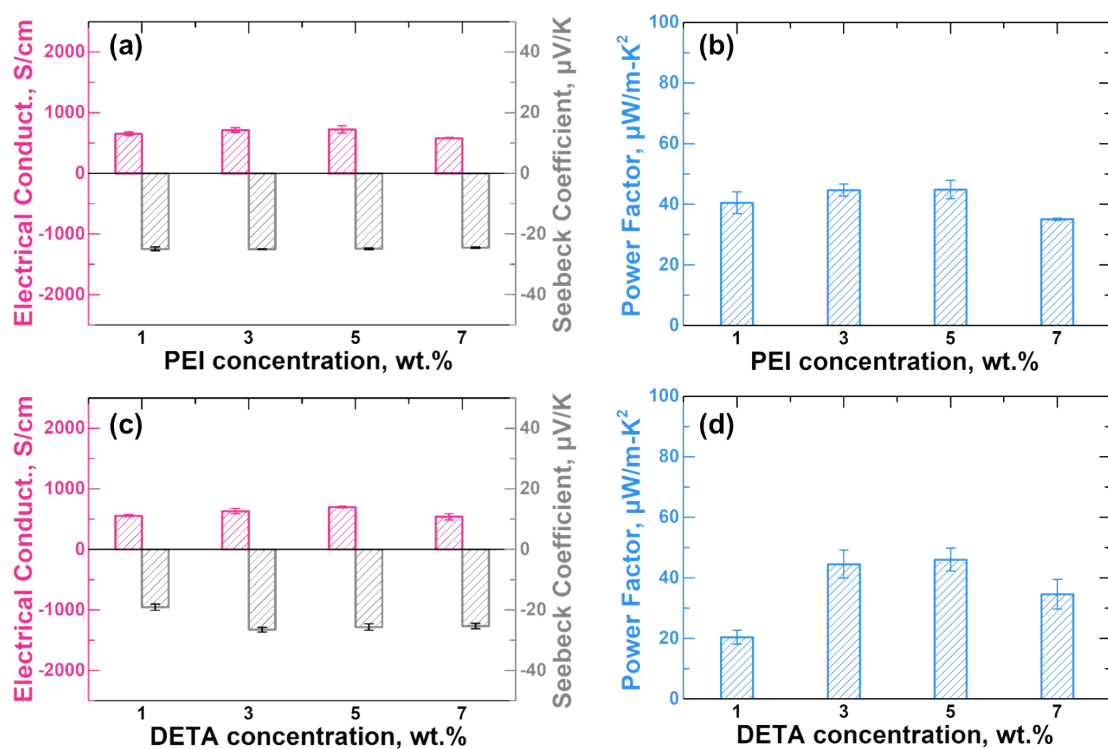 (a)
Electrical Conduct., S/cm
2000
1000
0
-1000
-2000
40
20
0
-20
-40
Seebeck Coefficient, µV/K
1 3 5 7
PEI concentration, wt.%
(b)
Power Factor, µW/m-K²
100
80
60
40
20
0
1 3 5 7
PEI concentration, wt.%
(c)
Electrical Conduct., S/cm
2000
1000
0
-1000
-2000
40
20
0
-20
-40
Seebeck Coefficient, µV/K
1 3 5 7
DETA concentration, wt.%
(d)
Power Factor, µW/m-K²
100
80
60
40
20
0
1 3 5 7
DETA concentration, wt.%